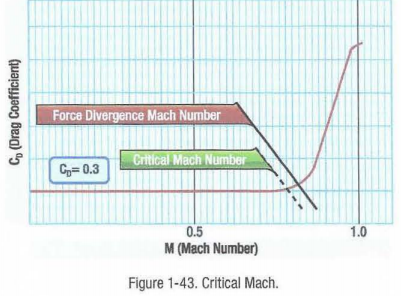 Force Divergence Mach Number
Critical Mach Number
C_D= 0.3
C_D (Drag Coefficient)
0.5
1.0
M (Mach Number)
Figure 1-43. Critical Mach.